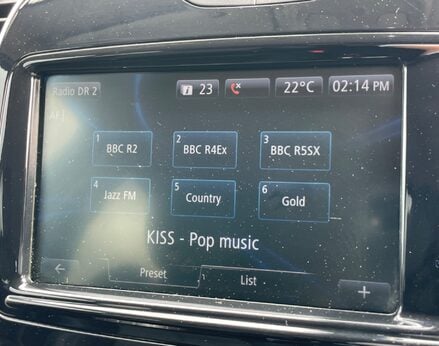 Radio DR 2 i 23 22°C 02:14 PM
AF
1 2 3
BBC R2 BBC R4Ex BBC R5SX
4 5 6
Jazz FM Country Gold
KISS - Pop music
Preset List +